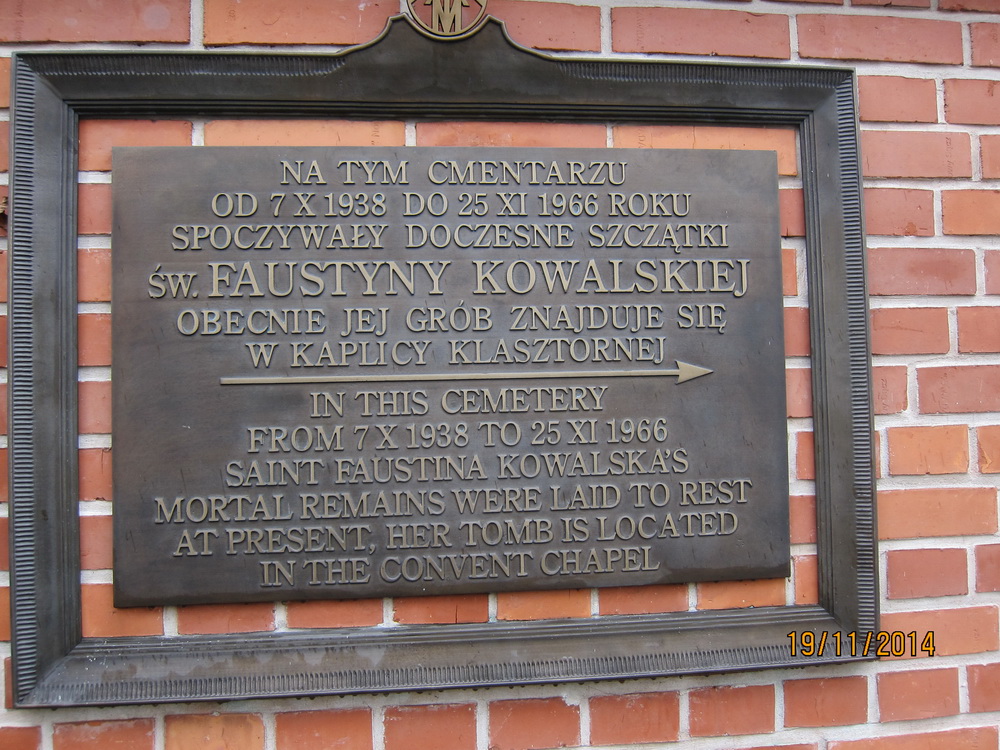 NA TYM CMENTARZU
OD 7 X 1938 DO 25 XI 1966 ROKU
SPOCZYWAŁY DOCZESNE SZCZĄTKI
ŚW. FAUSTYNY KOWALSKIEJ
OBECNIE JEJ GRÓB ZNAJDUJE SIĘ
W KAPLICY KLASZTORNEJ
IN THIS CEMETERY
FROM 7 X 1938 TO 25 XI 1966
SAINT FAUSTINA KOWALSKA'S
MORTAL REMAINS WERE LAID TO REST
AT PRESENT, HER TOMB IS LOCATED
IN THE CONVENT CHAPEL
19/11/2014